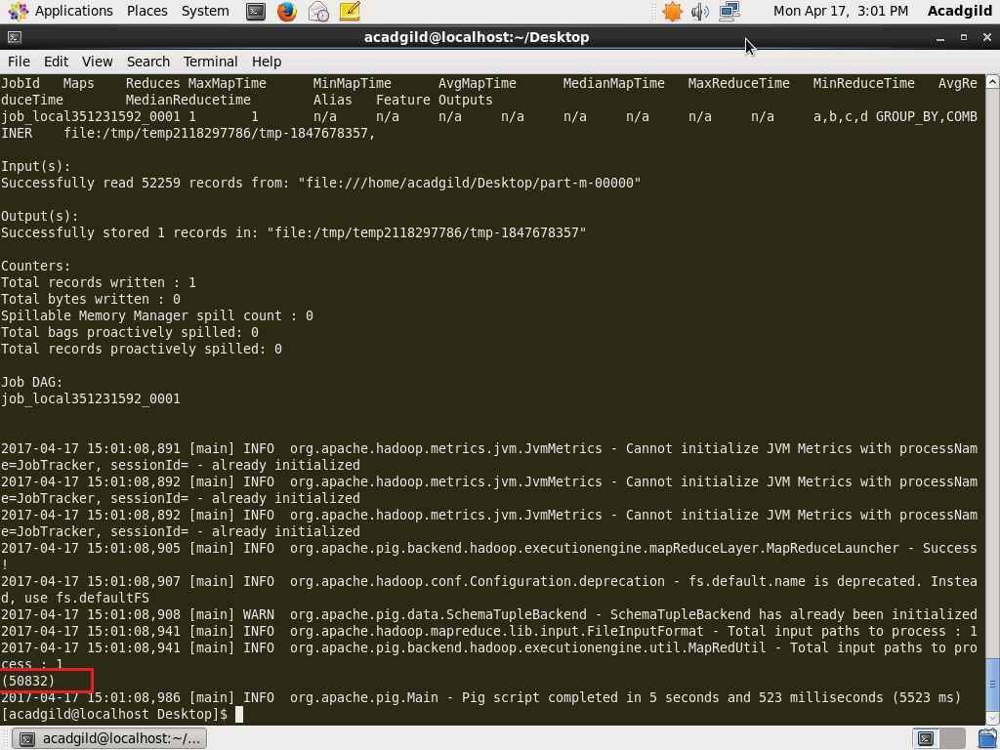 Applications Places System Mon Apr 17, 3:01 PM Acadgild
acadgild@localhost:~/Desktop
File Edit View Search Terminal Help
JobId	Maps	Reduces	MaxMapTime	MinMapTime	AvgMapTime	MedianMapTime	MaxReduceTime	MinReduceTime	AvgRe
duceTime	MedianReducetime	Alias	Feature	Outputs
job_local351231592_0001	1	1	n/a	n/a	n/a	n/a	n/a	n/a	n/a	n/a	a,b,c,d	GROUP_BY,COMB
INER	file:/tmp/temp2118297786/tmp-1847678357,
Input(s):
Successfully read 52259 records from: "file:///home/acadgild/Desktop/part-m-00000"
Output(s):
Successfully stored 1 records in: "file:/tmp/temp2118297786/tmp-1847678357"
Counters:
Total records written : 1
Total bytes written : 0
Spillable Memory Manager spill count : 0
Total bags proactively spilled: 0
Total records proactively spilled: 0
Job DAG:
job_local351231592_0001
2017-04-17 15:01:08,891 [main] INFO  org.apache.hadoop.metrics.jvm.JvmMetrics - Cannot initialize JVM Metrics with processNam
e=JobTracker, sessionId= - already initialized
2017-04-17 15:01:08,892 [main] INFO  org.apache.hadoop.metrics.jvm.JvmMetrics - Cannot initialize JVM Metrics with processNam
e=JobTracker, sessionId= - already initialized
2017-04-17 15:01:08,892 [main] INFO  org.apache.hadoop.metrics.jvm.JvmMetrics - Cannot initialize JVM Metrics with processNam
e=JobTracker, sessionId= - already initialized
2017-04-17 15:01:08,905 [main] INFO  org.apache.pig.backend.hadoop.executionengine.mapReduceLayer.MapReduceLauncher - Success
!
2017-04-17 15:01:08,907 [main] INFO  org.apache.hadoop.conf.Configuration.deprecation - fs.default.name is deprecated. Instea
d, use fs.defaultFS
2017-04-17 15:01:08,908 [main] WARN  org.apache.pig.data.SchemaTupleBackend - SchemaTupleBackend has already been initialized
2017-04-17 15:01:08,941 [main] INFO  org.apache.hadoop.mapreduce.lib.input.FileInputFormat - Total input paths to process : 1
2017-04-17 15:01:08,941 [main] INFO  org.apache.pig.backend.hadoop.executionengine.util.MapRedUtil - Total input paths to pro
cess : 1
(50832)
2017-04-17 15:01:08,986 [main] INFO  org.apache.pig.Main - Pig script completed in 5 seconds and 523 milliseconds (5523 ms)
[acadgild@localhost Desktop]$
acadgild@localhost:~/...